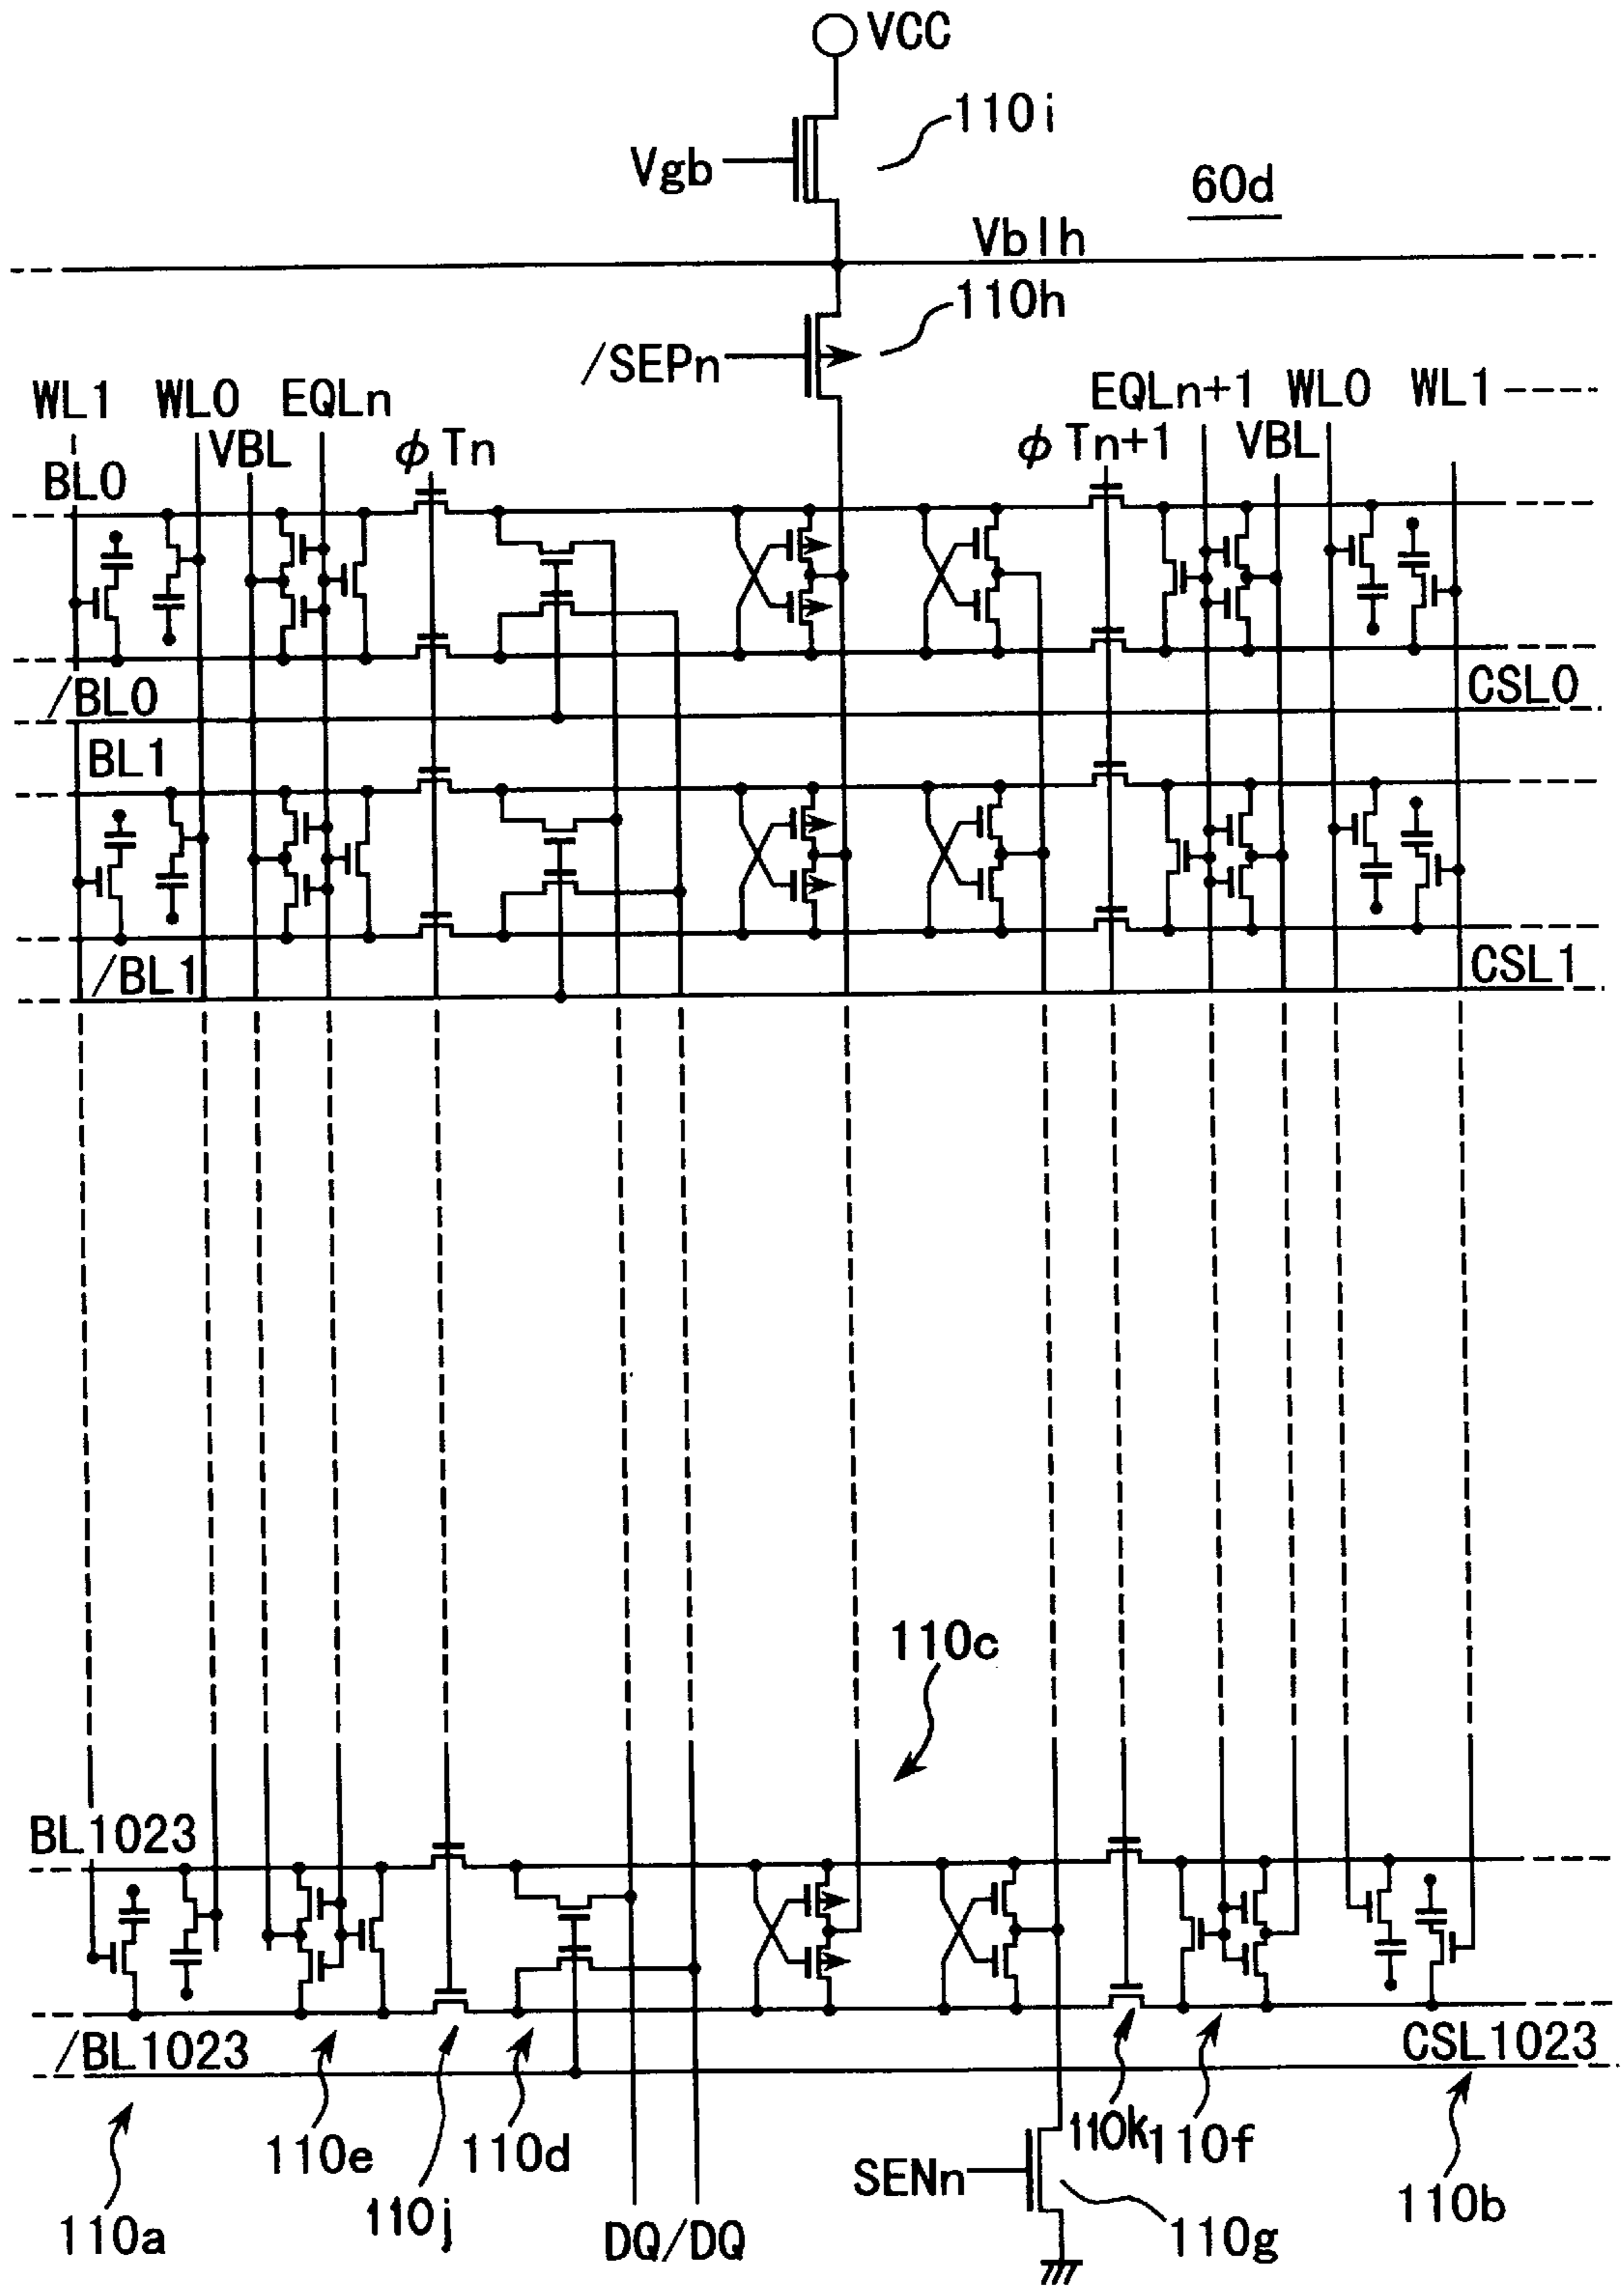 VCC
110i
Vgb
60d
Vblh
110h
/SEPn
WL1 WL0 EQLn
EQLn+1 WL0 WL1
VBL φTn
φTn+1 VBL
BL0
/BL0
CSL0
BL1
/BL1
CSL1
110c
BL1023
/BL1023
CSL1023
110e
110d
110k
110f
SENn
110a
110j
DQ/DQ
110g
110b